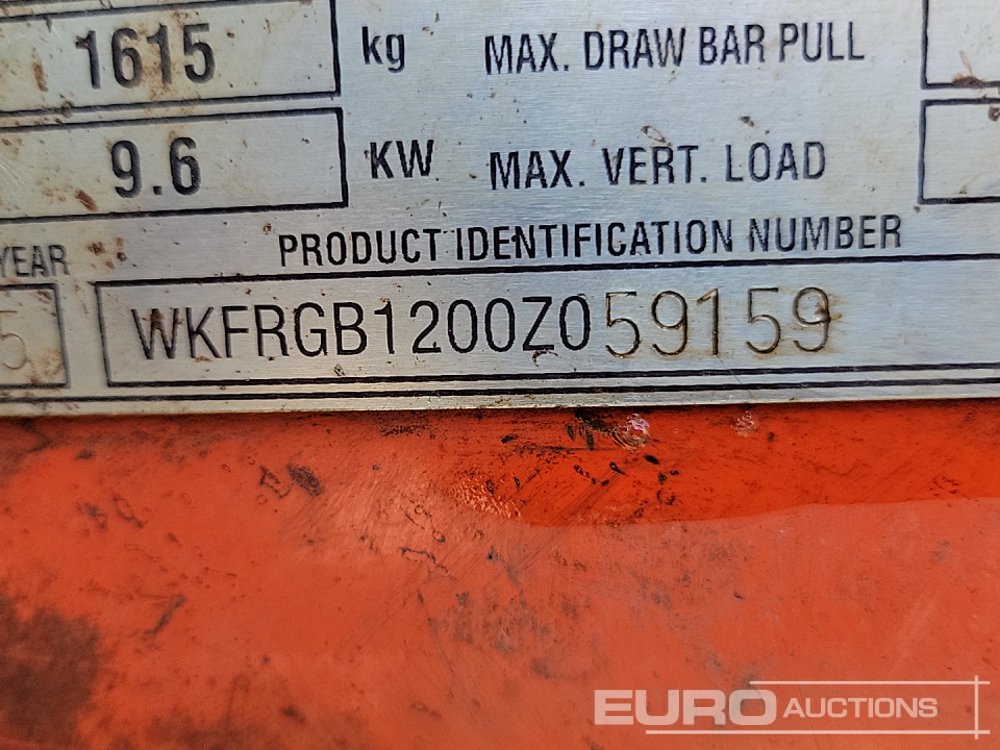 1615 kg MAX. DRAW BAR PULL
9.6 KW MAX. VERT. LOAD
YEAR PRODUCT IDENTIFICATION NUMBER
5 WKFRGB1200Z059159
EURO AUCTIONS